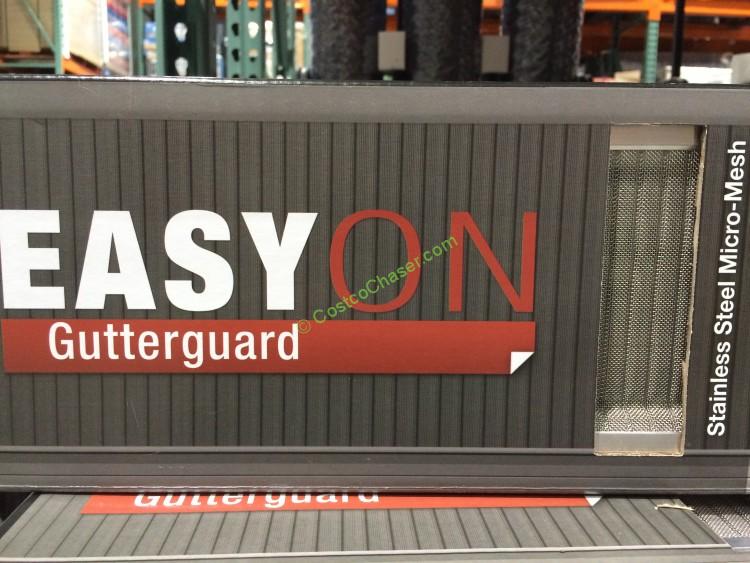 EASYON
Gutterguard
Stainless Steel Micro-Mesh
© CostcoChaser.com
Gutterguard